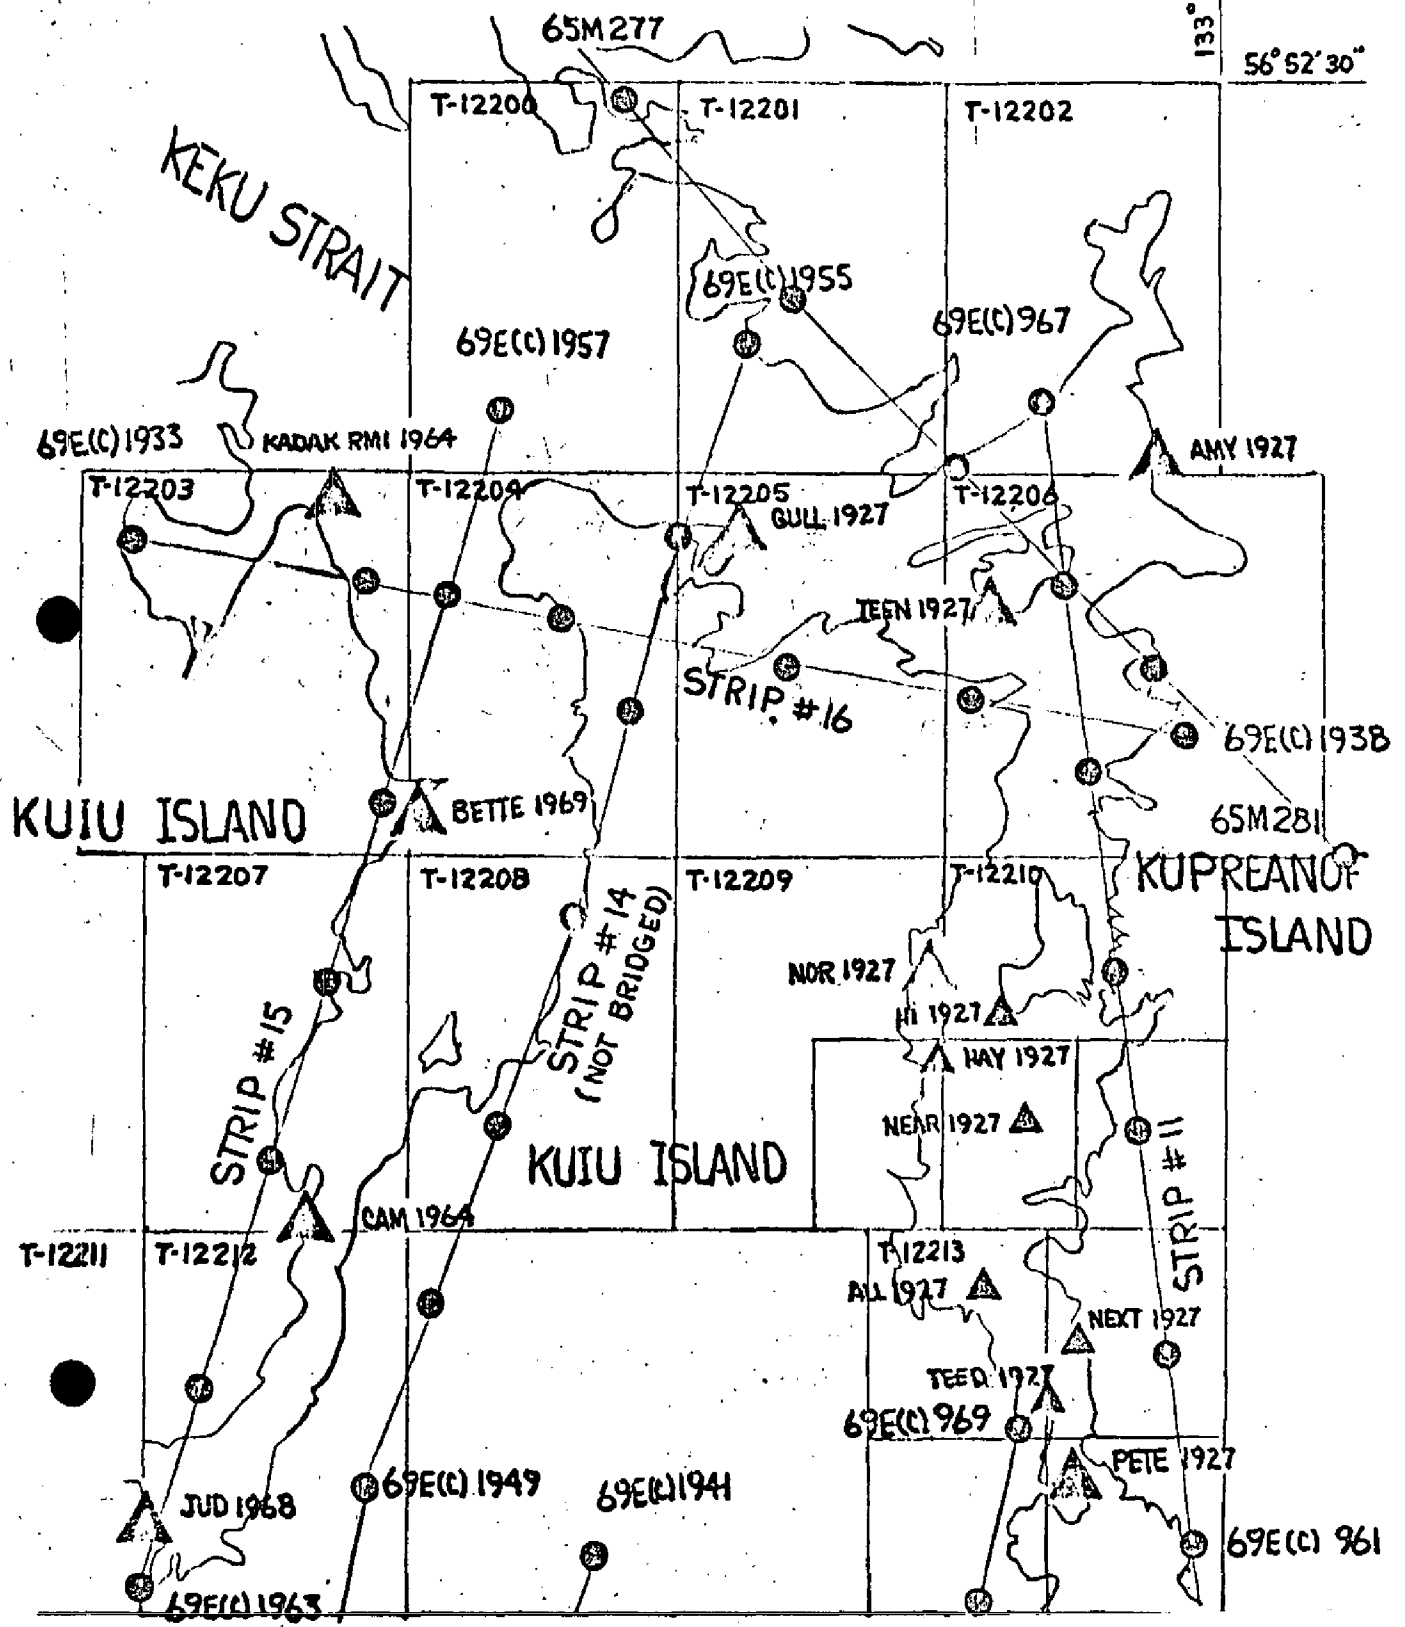 65M277
133°
56°52'30"
T-12200
T-12201
T-12202
KEKU STRAIT
69E(C)1955
69E(C)967
69E(C)1957
69E(C)1933
KADAK RM1 1964
AMY 1927
T-12203
T-12204
T-12205
T-12206
GULL 1927
TEEN 1927
STRIP #16
69E(C)1938
KUIU ISLAND
BETTE 1969
65M281
T-12207
T-12208
T-12209
T-12210
KUPREANOF
ISLAND
NOR 1927
STRIP #14
(NOT BRIDGED)
HI 1927
STRIP #15
HAY 1927
NEAR 1927
KUIU ISLAND
STRIP #11
CAM 1964
T-12211
T-12212
T-12213
ALL 1927
NEXT 1927
TEED 1927
69E(C)969
PETE 1927
69E(C)1949
69E(C)1941
JUD 1968
69E(C) 961
69E(C)1963